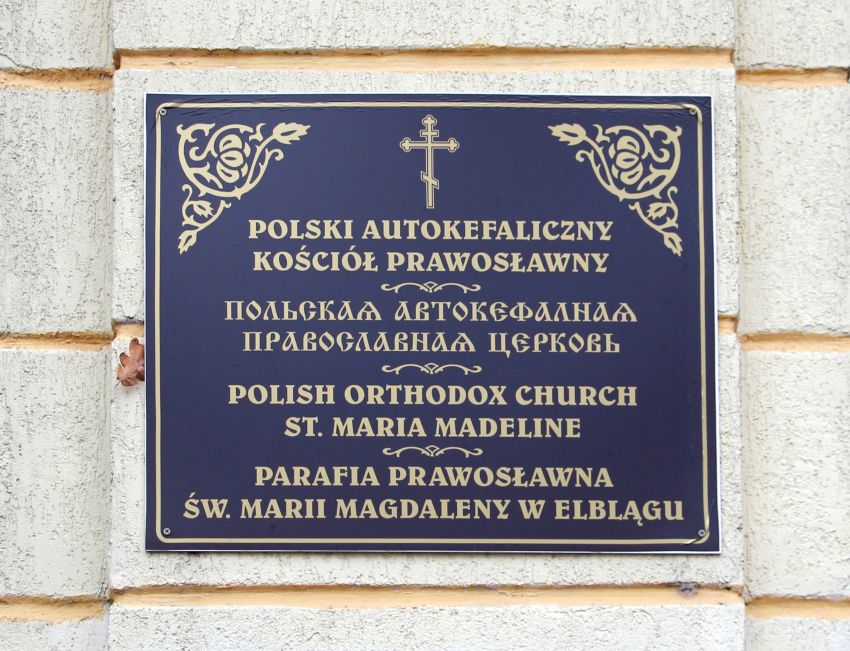 POLSKI AUTOKEFALICZNY
KOŚCIÓŁ PRAWOSŁAWNY
ПОЛЬСКАЯ АВТОКЕФАЛНАЯ
ПРАВОСЛАВНАЯ ЦЕРКОВЬ
POLISH ORTHODOX CHURCH
ST. MARIA MADELINE
PARAFIA PRAWOSŁAWNA
ŚW. MARII MAGDALENY W ELBLĄGU